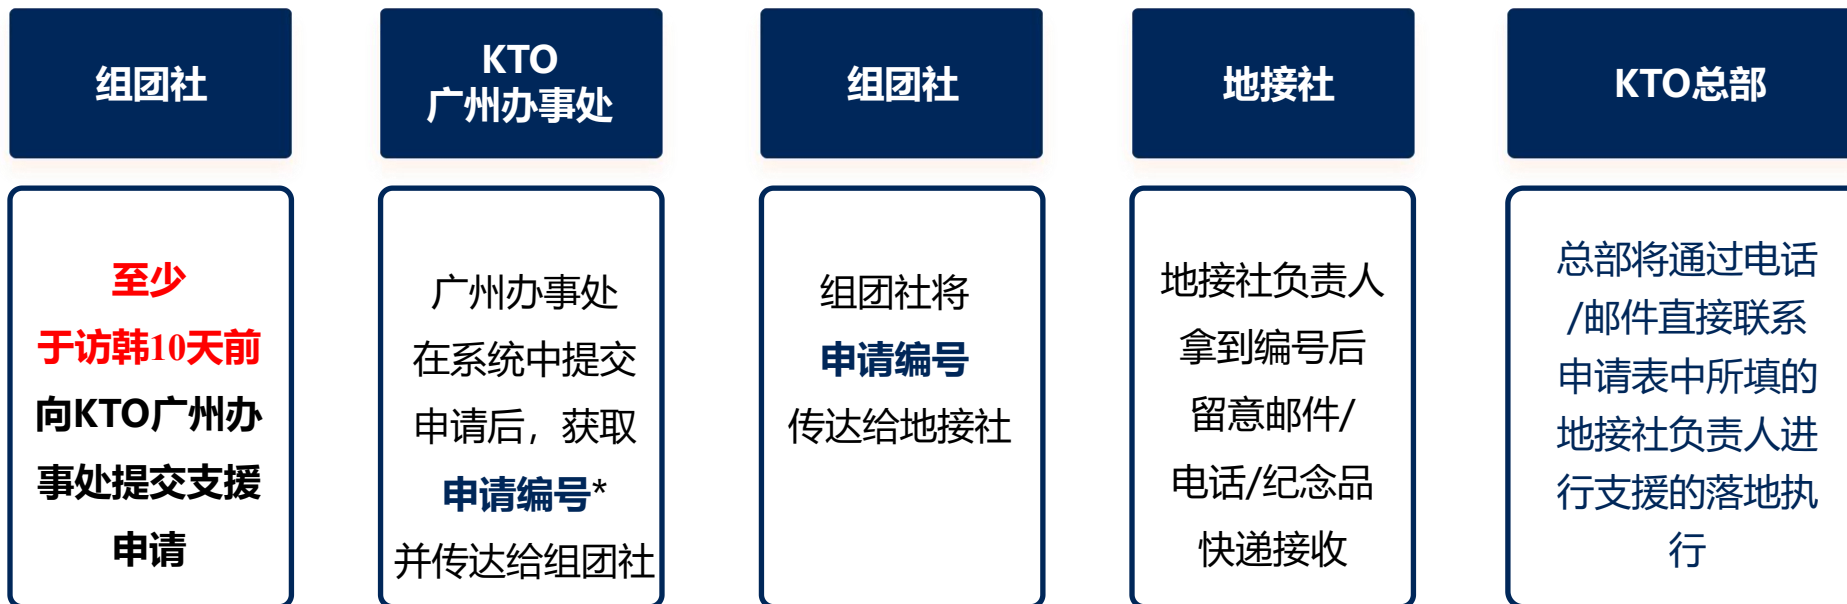 组团社
至少
于访韩10天前
向KTO广州办
事处提交支援
申请
KTO
广州办事处
广州办事处
在系统中提交
申请后，获取
申请编号*
并传达给组团社
组团社
组团社将
申请编号
传达给地接社
地接社
地接社负责人
拿到编号后
留意邮件/
电话/纪念品
快递接收
KTO总部
总部将通过电话
/邮件直接联系
申请表中所填的
地接社负责人进
行支援的落地执
行